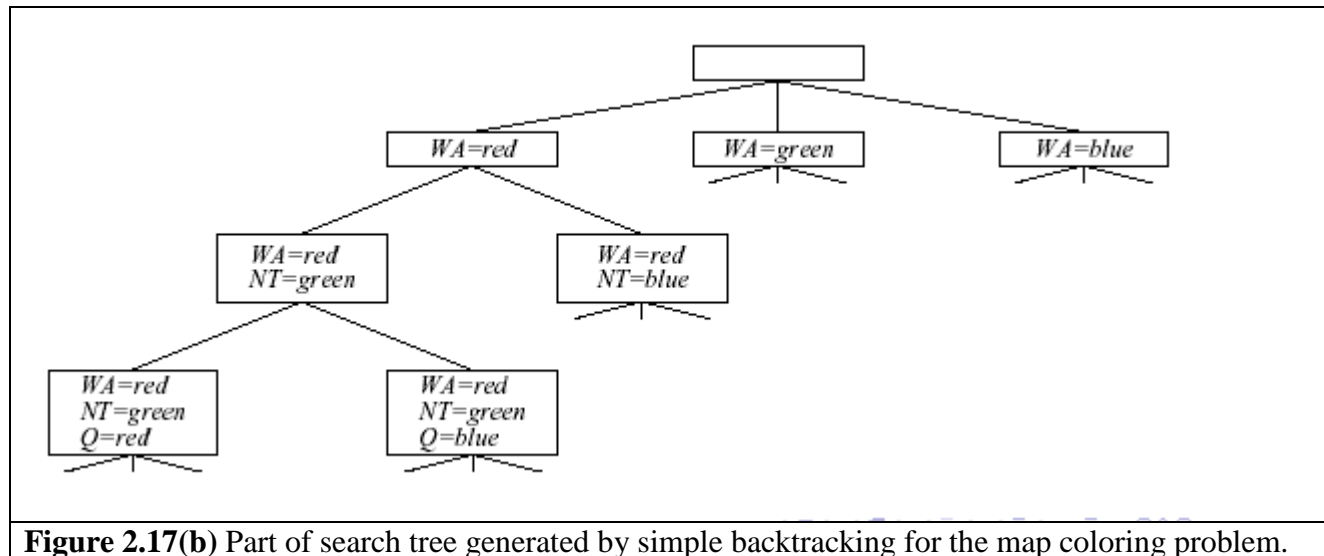 WA=red
WA=green
WA=blue
WA=red
NT=green
WA=red
NT=blue
WA=red
NT=green
Q=red
WA=red
NT=green
Q=blue
Figure 2.17(b) Part of search tree generated by simple backtracking for the map coloring problem.